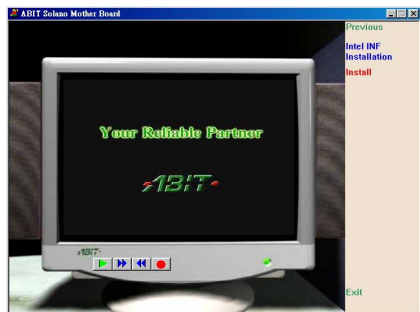 ABIT Solano Mother Board
Previous
Intel INF
Installation
Install
Your Reliable Partner
ABIT
ABIT
Exit